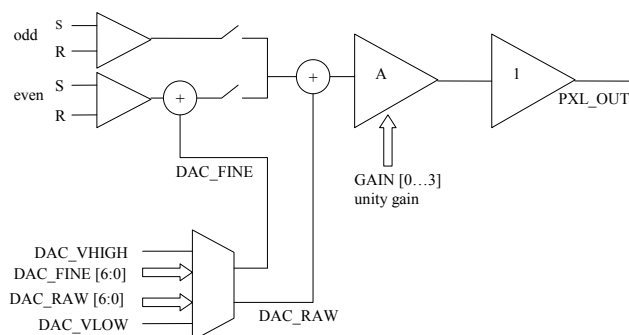 odd
S
R
even
S
R
+
+
A
1
PXL_OUT
DAC_FINE
GAIN [0…3]
unity gain
DAC_VHIGH
DAC_FINE [6:0]
DAC_RAW [6:0]
DAC_VLOW
DAC_RAW